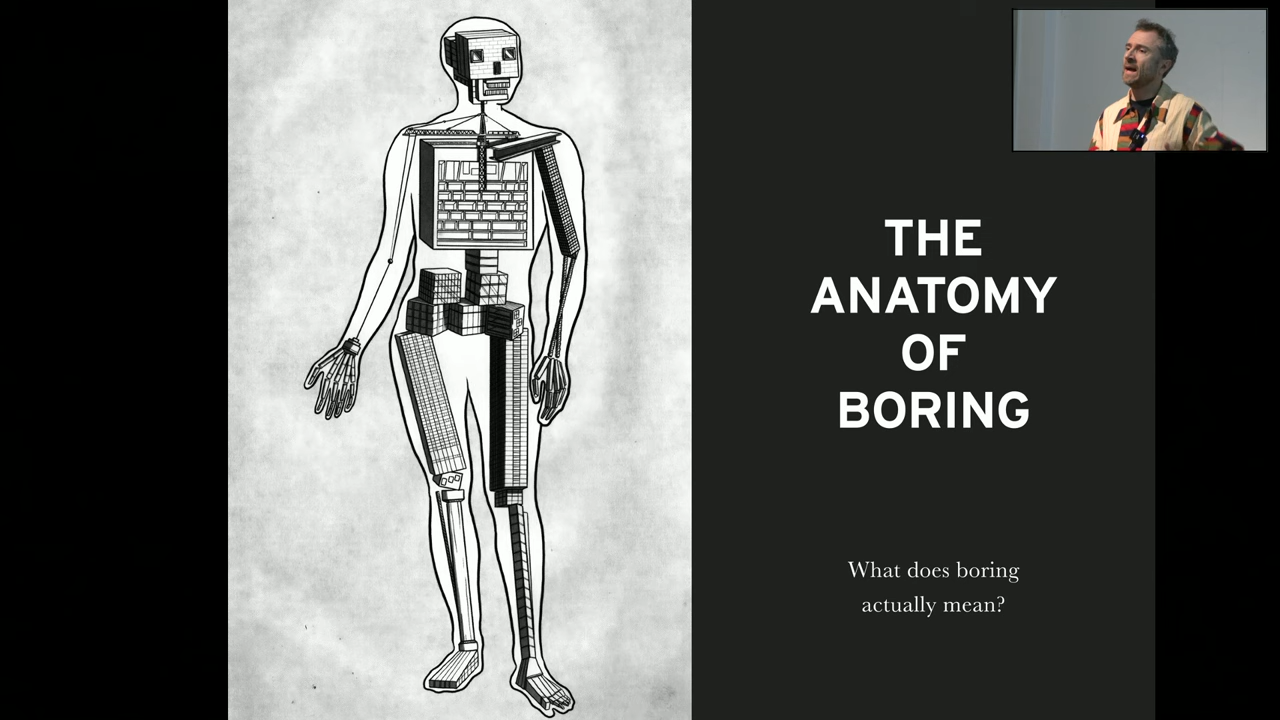 THE
ANATOMY
OF
BORING
What does boring
actually mean?